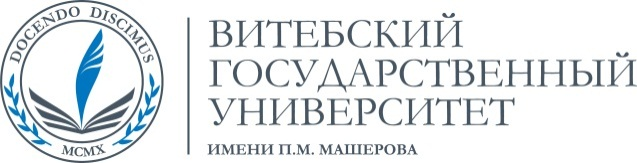 DOCENDO DISCIMUS
MCMX
ВИТЕБСКИЙ
ГОСУДАРСТВЕННЫЙ
УНИВЕРСИТЕТ
ИМЕНИ П.М. МАШЕРОВА